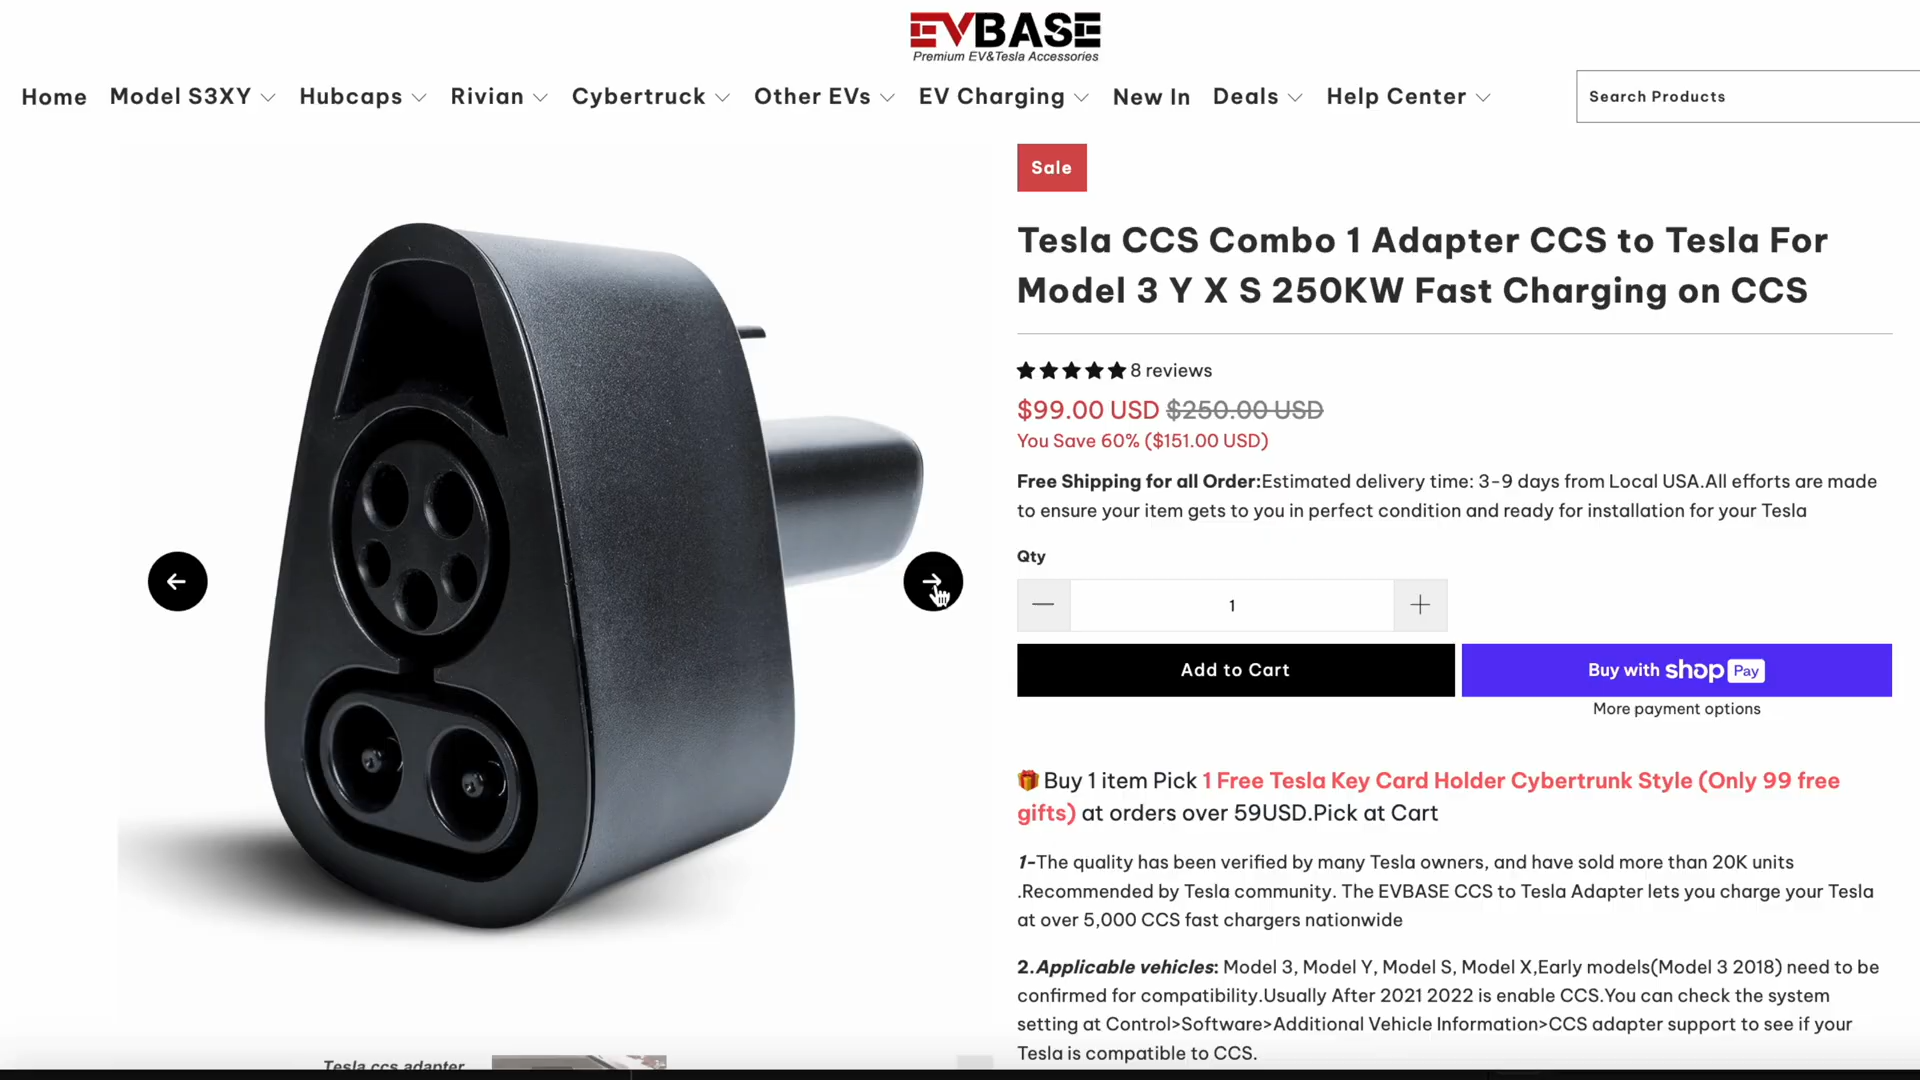 EVBASE
Premium EV&Tesla Accessories
Home Model S3XY Hubcaps Rivian Cybertruck Other EVs EV Charging New In Deals Help Center Search Products
Sale
Tesla CCS Combo 1 Adapter CCS to Tesla For
Model 3 Y X S 250KW Fast Charging on CCS
8 reviews
$99.00 USD $250.00 USD
You Save 60% ($151.00 USD)
Free Shipping for all Order:Estimated delivery time: 3-9 days from Local USA.All efforts are made
to ensure your item gets to you in perfect condition and ready for installation for your Tesla
Qty
1
Add to Cart
Buy with shop Pay
More payment options
🎁Buy 1 item Pick 1 Free Tesla Key Card Holder Cybertrunk Style (Only 99 free
gifts) at orders over 59USD.Pick at Cart
1-The quality has been verified by many Tesla owners, and have sold more than 20K units
.Recommended by Tesla community. The EVBASE CCS to Tesla Adapter lets you charge your Tesla
at over 5,000 CCS fast chargers nationwide
2.Applicable vehicles: Model 3, Model Y, Model S, Model X,Early models(Model 3 2018) need to be
confirmed for compatibility.Usually After 2021 2022 is enable CCS.You can check the system
setting at Control>Software>Additional Vehicle Information>CCS adapter support to see if your
Tesla is compatible to CCS.
Tesla ccs adapter